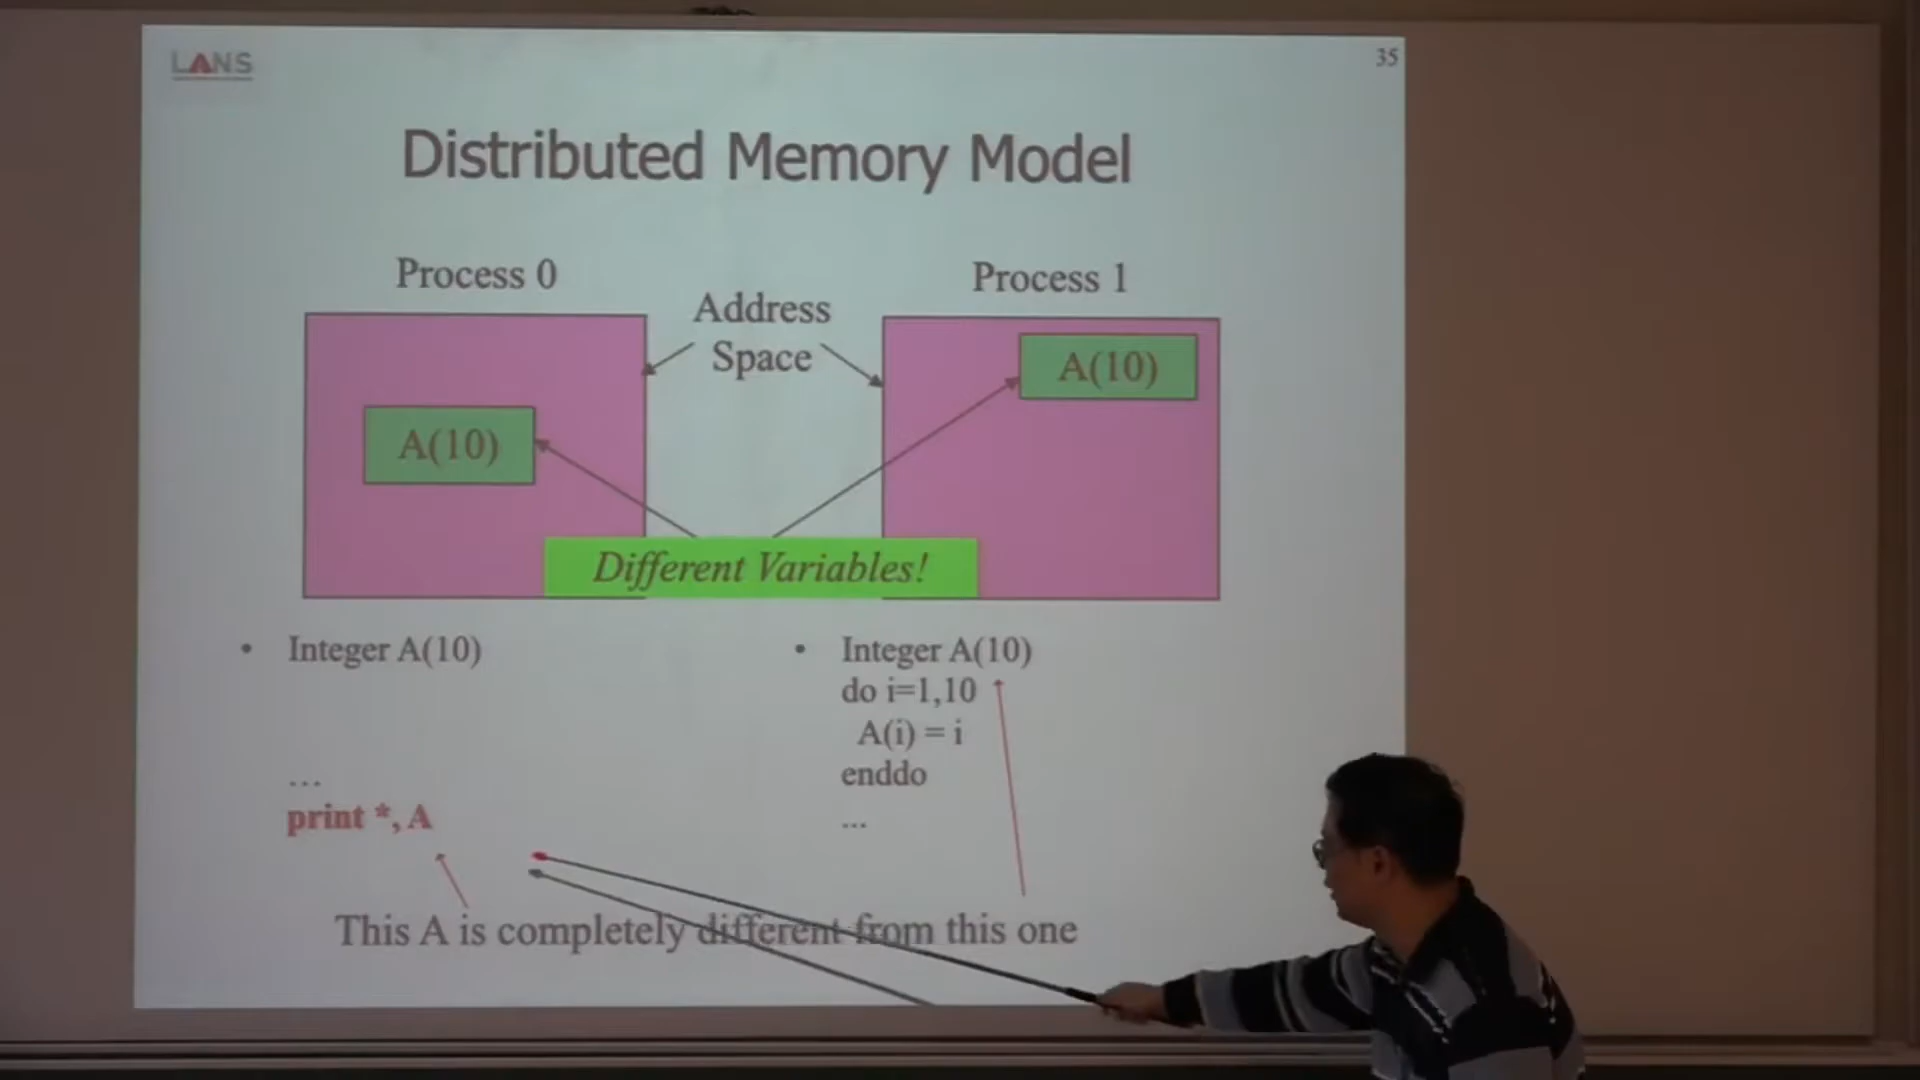 LANS
35
Distributed Memory Model
Process 0
Process 1
Address
Space
A(10)
A(10)
Different Variables!
• Integer A(10)
…
print *, A
• Integer A(10)
do i=1,10
A(i) = i
enddo
...
This A is completely different from this one